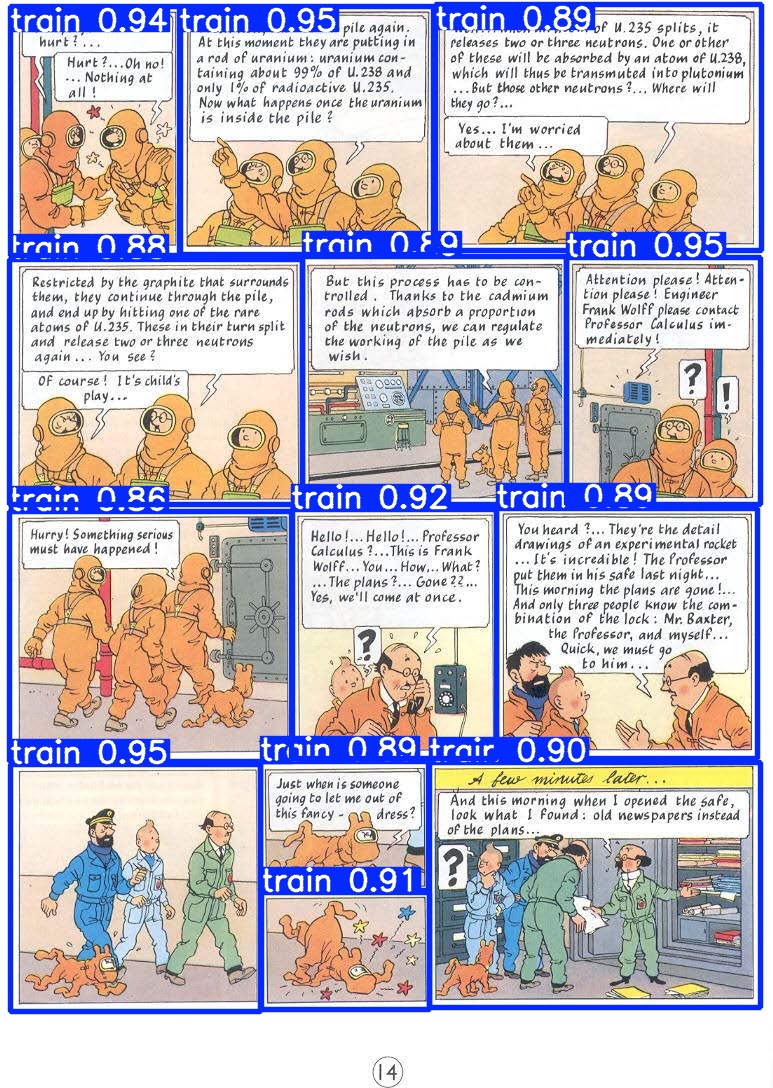 train 0.94
hurt?'...
Hurt?...Oh no!
... Nothing at
all!
train 0.95
pile again.
At this moment they are putting in
a rod of uranium: uranium con-
taining about 99% of U.238 and
only 1% of radioactive U.235.
Now what happens once the uranium
is inside the pile?
train 0.89
of U.235 splits, it
releases two or three neutrons. One or other
of these will be absorbed by an atom of U.238,
which will thus be transmuted into plutonium
...But those other neutrons?... Where will
they go?...
Yes... I'm worried
about them...
train 0.88
Restricted by the graphite that surrounds
them, they continue through the pile,
and end up by hitting one of the rare
atoms of U.235. These in their turn split
and release two or three neutrons
again... You see?
Of course! It's child's
play...
train 0.89
But this process has to be con-
trolled. Thanks to the cadmium
rods which absorb a proportion
of the neutrons, we can regulate
the working of the pile as we
wish.
train 0.95
Attention please! Atten-
tion please! Engineer
Frank Wolff please contact
Professor Calculus im-
mediately!
?
!
train 0.86
Hurry! Something serious
must have happened!
train 0.92
Hello!... Hello!... Professor
Calculus?...This is Frank
Wolff...You... How... What?
...The plans?... Gone??...
Yes, we'll come at once.
?
train 0.89
You heard?... They're the detail
drawings of an experimental rocket
... It's incredible! The Professor
put them in his safe last night...
This morning the plans are gone!...
And only three people know the com-
bination of the lock: Mr. Baxter,
the Professor, and myself...
Quick, we must go
to him...
train 0.95
train 0.89
Just when is someone
going to let me out of
this fancy-dress?
train 0.91
train 0.90
A few minutes later...
And this morning when I opened the safe,
look what I found: old newspapers instead
of the plans...
?
14